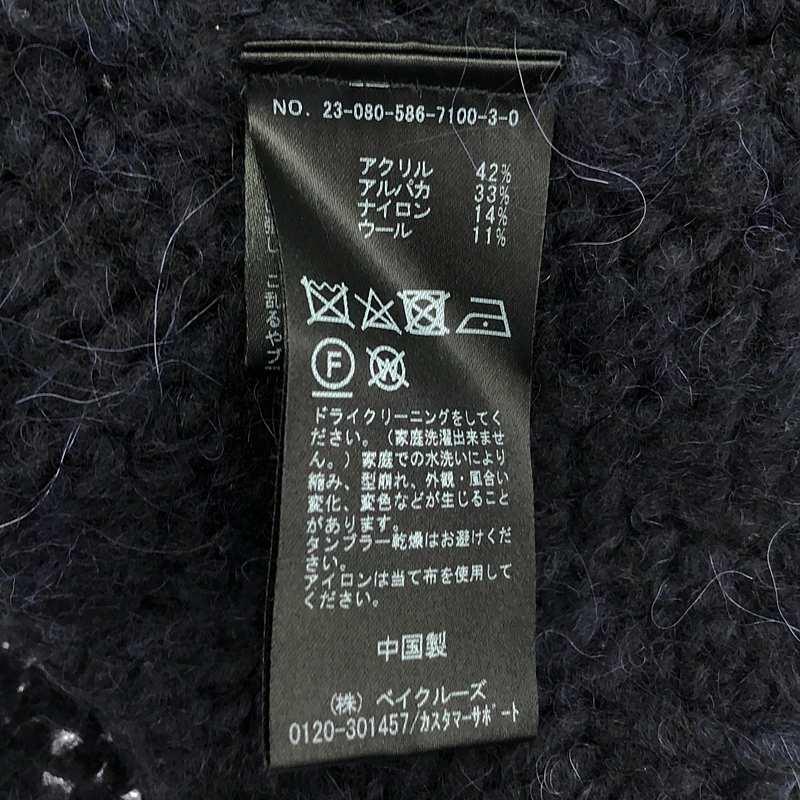 NO. 23-080-586-7100-3-0
アクリル 42%
アルパカ 33%
ナイロン 14%
ウール 11%
F
W
ドライクリーニングをしてく
ださい。（家庭洗濯出来ませ
ん。）家庭での水洗いにより
縮み、型崩れ、外観・風合い
変化、変色などが生じること
があります。
タンブラー乾燥はお避けくだ
さい。
アイロンは当て布を使用して
ください。
中国製
（株）ベイクルーズ
0120-301457/カスタマーサポート